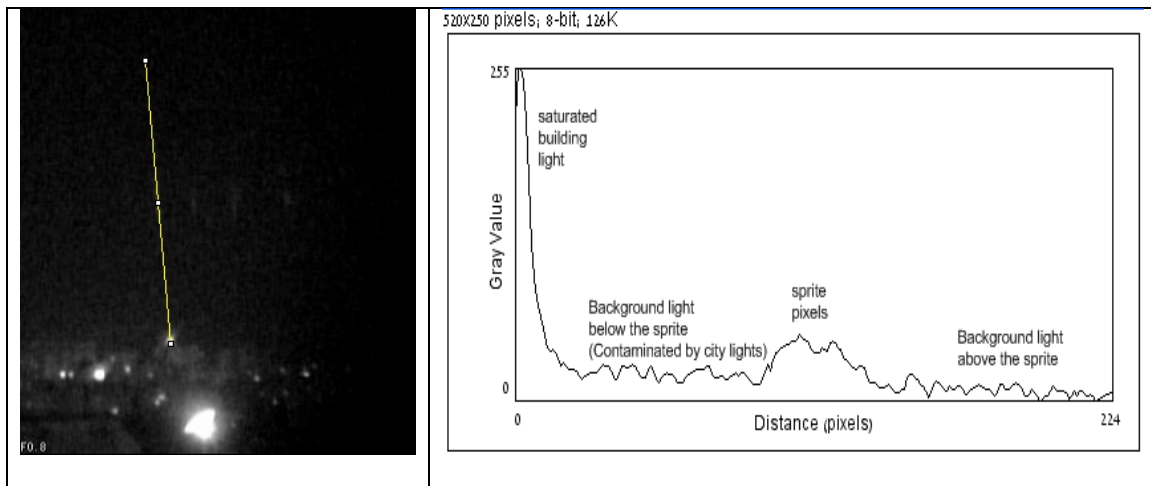 520X250 pixels; 8-bit; 126K
255
saturated
building
light
Gray Value
sprite
pixels
Background light
below the sprite
(Contaminated by city lights)
Background light
above the sprite
0
0
Distance (pixels)
224
F0.8